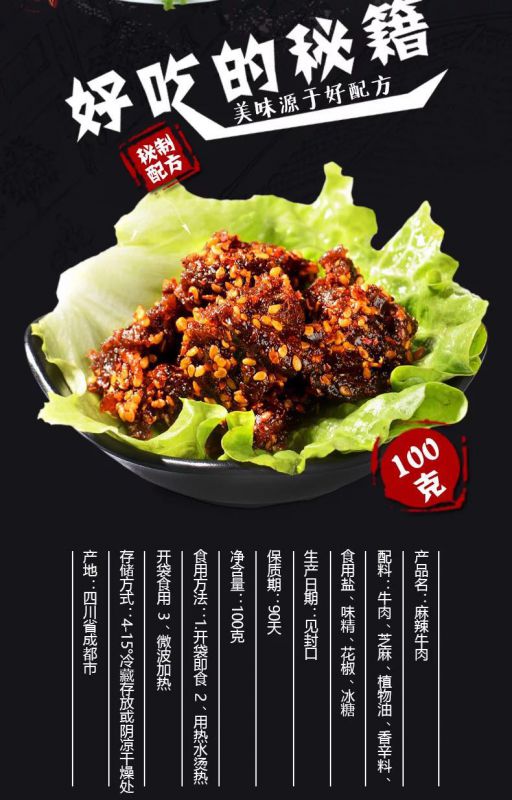 好吃的秘籍
美味源于好配方
秘制
配方
100
克
产品名：麻辣牛肉
配料：牛肉、芝麻、植物油、香辛料、
食用盐、味精、花椒、冰糖
生产日期：见封口
保质期：90天
净含量：100克
食用方法：1.开袋即食 2、用热水烫热
开袋食用 3、微波加热
存储方式：4-15°冷藏存放或阴凉干燥处
产地：四川省成都市